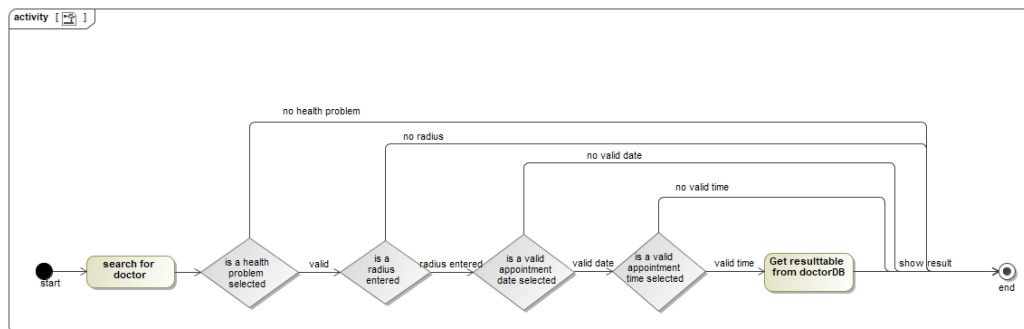 activity [ ]
no health problem
no radius
no valid date
no valid time
start
search for
doctor
is a health
problem
selected
valid
is a
radius
entered
radius entered
is a valid
appointment
date selected
valid date
is a valid
appointment
time selected
valid time
Get resulttable
from doctorDB
show result
end